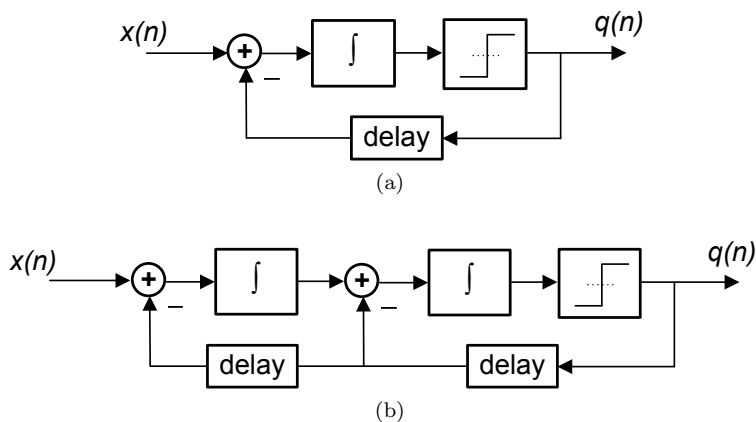 x(n)
+
−
∫
q(n)
delay
(a)
x(n)
+
−
∫
+
−
∫
q(n)
delay
delay
(b)